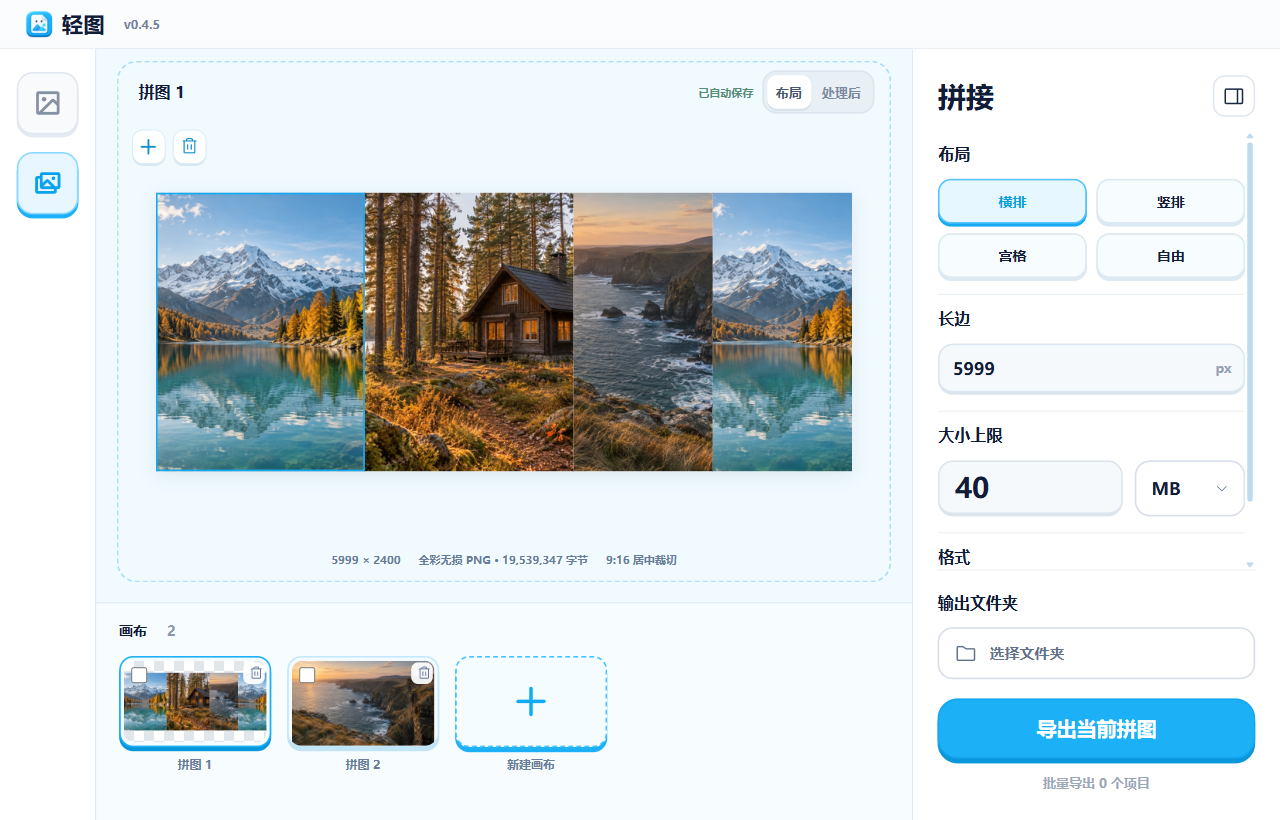 轻图 v0.4.5
拼图 1
已自动保存 布局 处理后
5999 × 2400 全彩无损 PNG • 19,539,347 字节 9:16 居中裁切
画布 2
拼图 1
拼图 2
新建画布
拼接
布局
横排 竖排
宫格 自由
长边
5999 px
大小上限
40 MB
格式
输出文件夹
选择文件夹
导出当前拼图
批量导出 0 个项目